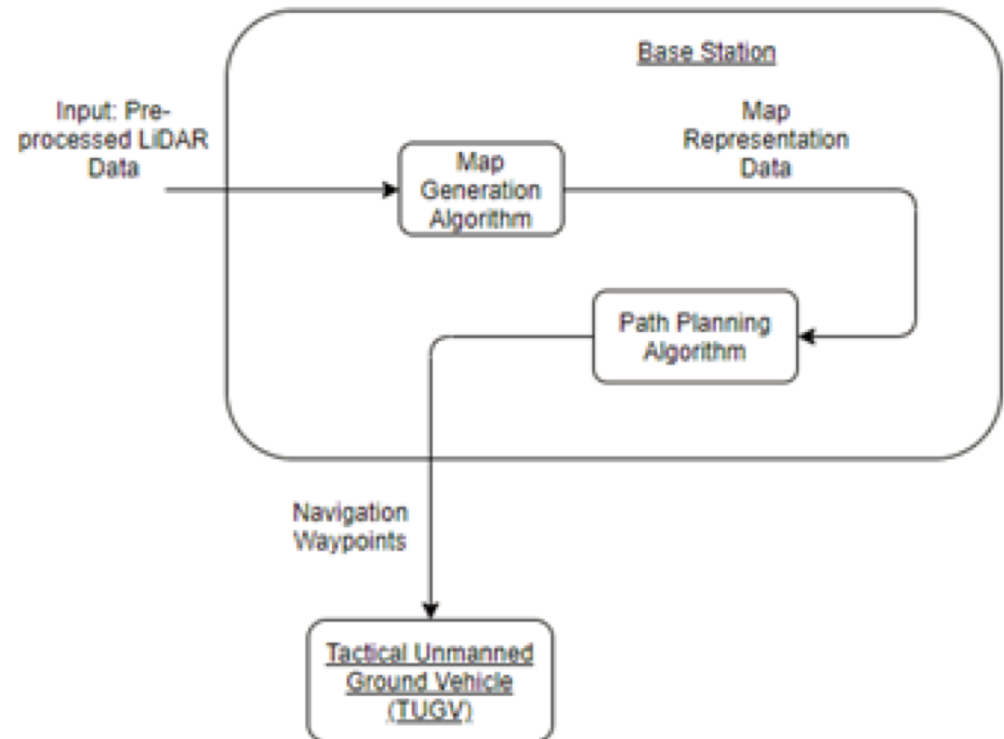 Base Station
Input: Pre-
processed LiDAR
Data
Map
Generation
Algorithm
Map
Representation
Data
Path Planning
Algorithm
Navigation
Waypoints
Tactical Unmanned
Ground Vehicle
(TUGV)